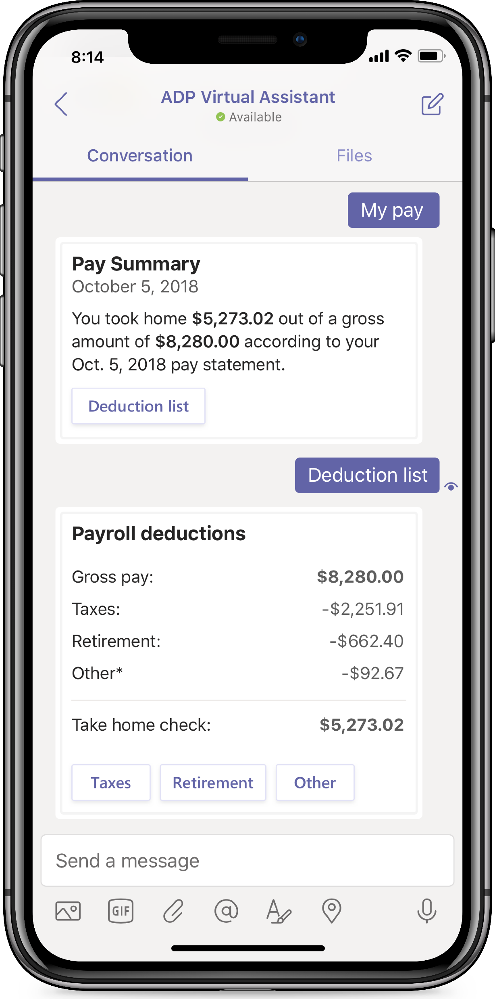 8:14
ADP Virtual Assistant
Available
Conversation
Files
My pay
Pay Summary
October 5, 2018
You took home $5,273.02 out of a gross
amount of $8,280.00 according to your
Oct. 5, 2018 pay statement.
Deduction list
Deduction list
Payroll deductions
Gross pay: $8,280.00
Taxes: -$2,251.91
Retirement: -$662.40
Other* -$92.67
Take home check: $5,273.02
Taxes Retirement Other
Send a message
GIF